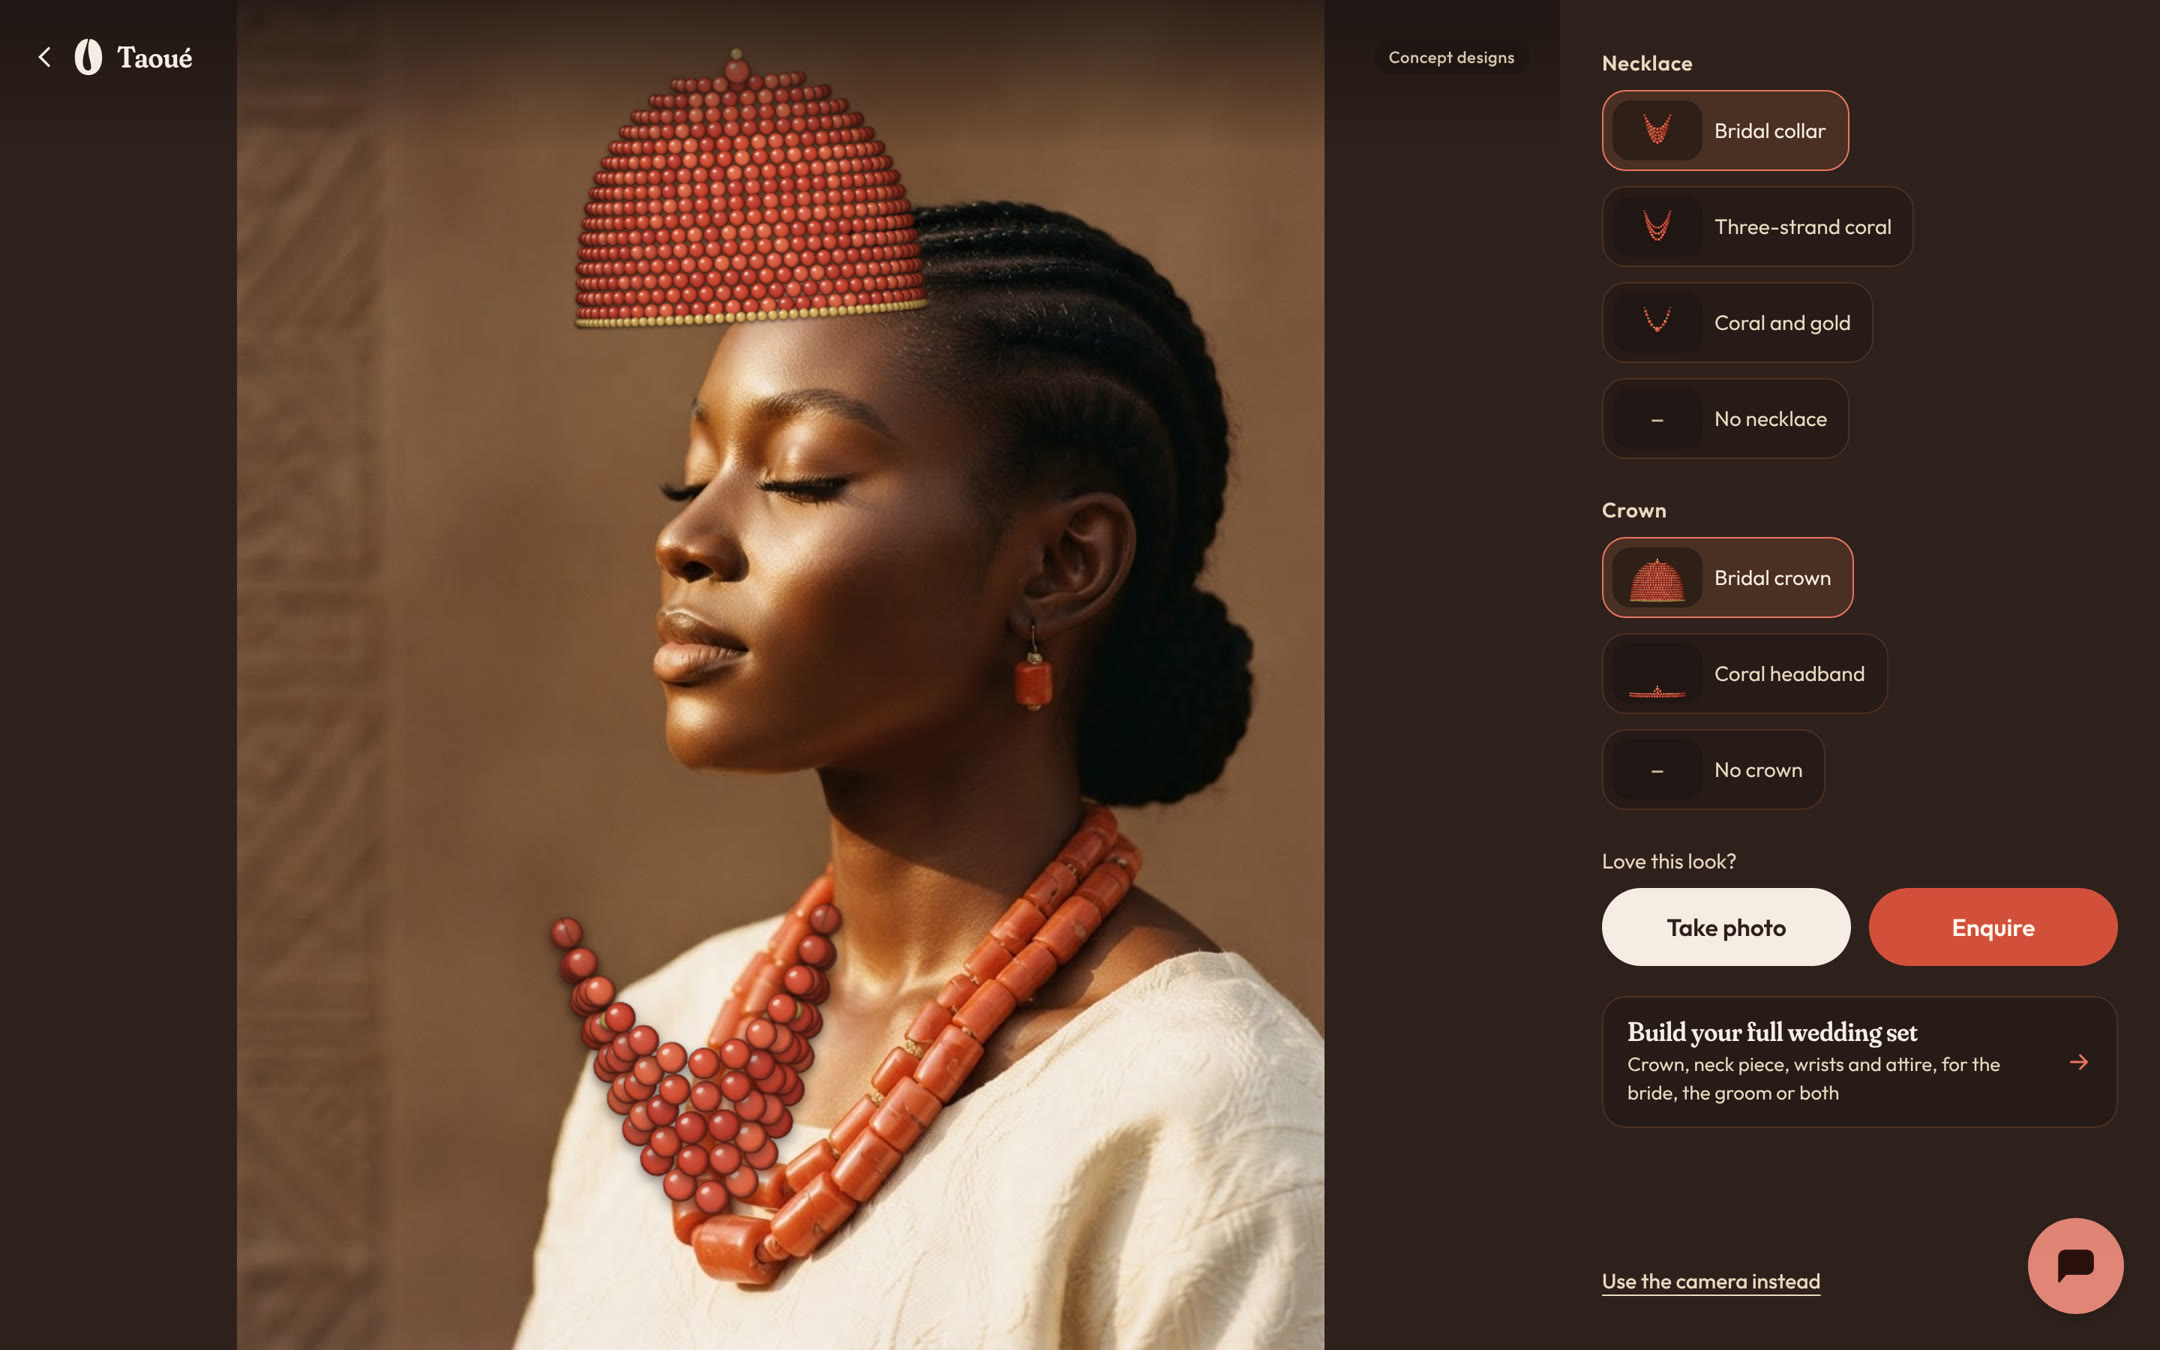 Taoué
Concept designs
Necklace
Bridal collar
Three-strand coral
Coral and gold
No necklace
Crown
Bridal crown
Coral headband
No crown
Love this look?
Take photo
Enquire
Build your full wedding set
Crown, neck piece, wrists and attire, for the
bride, the groom or both
Use the camera instead